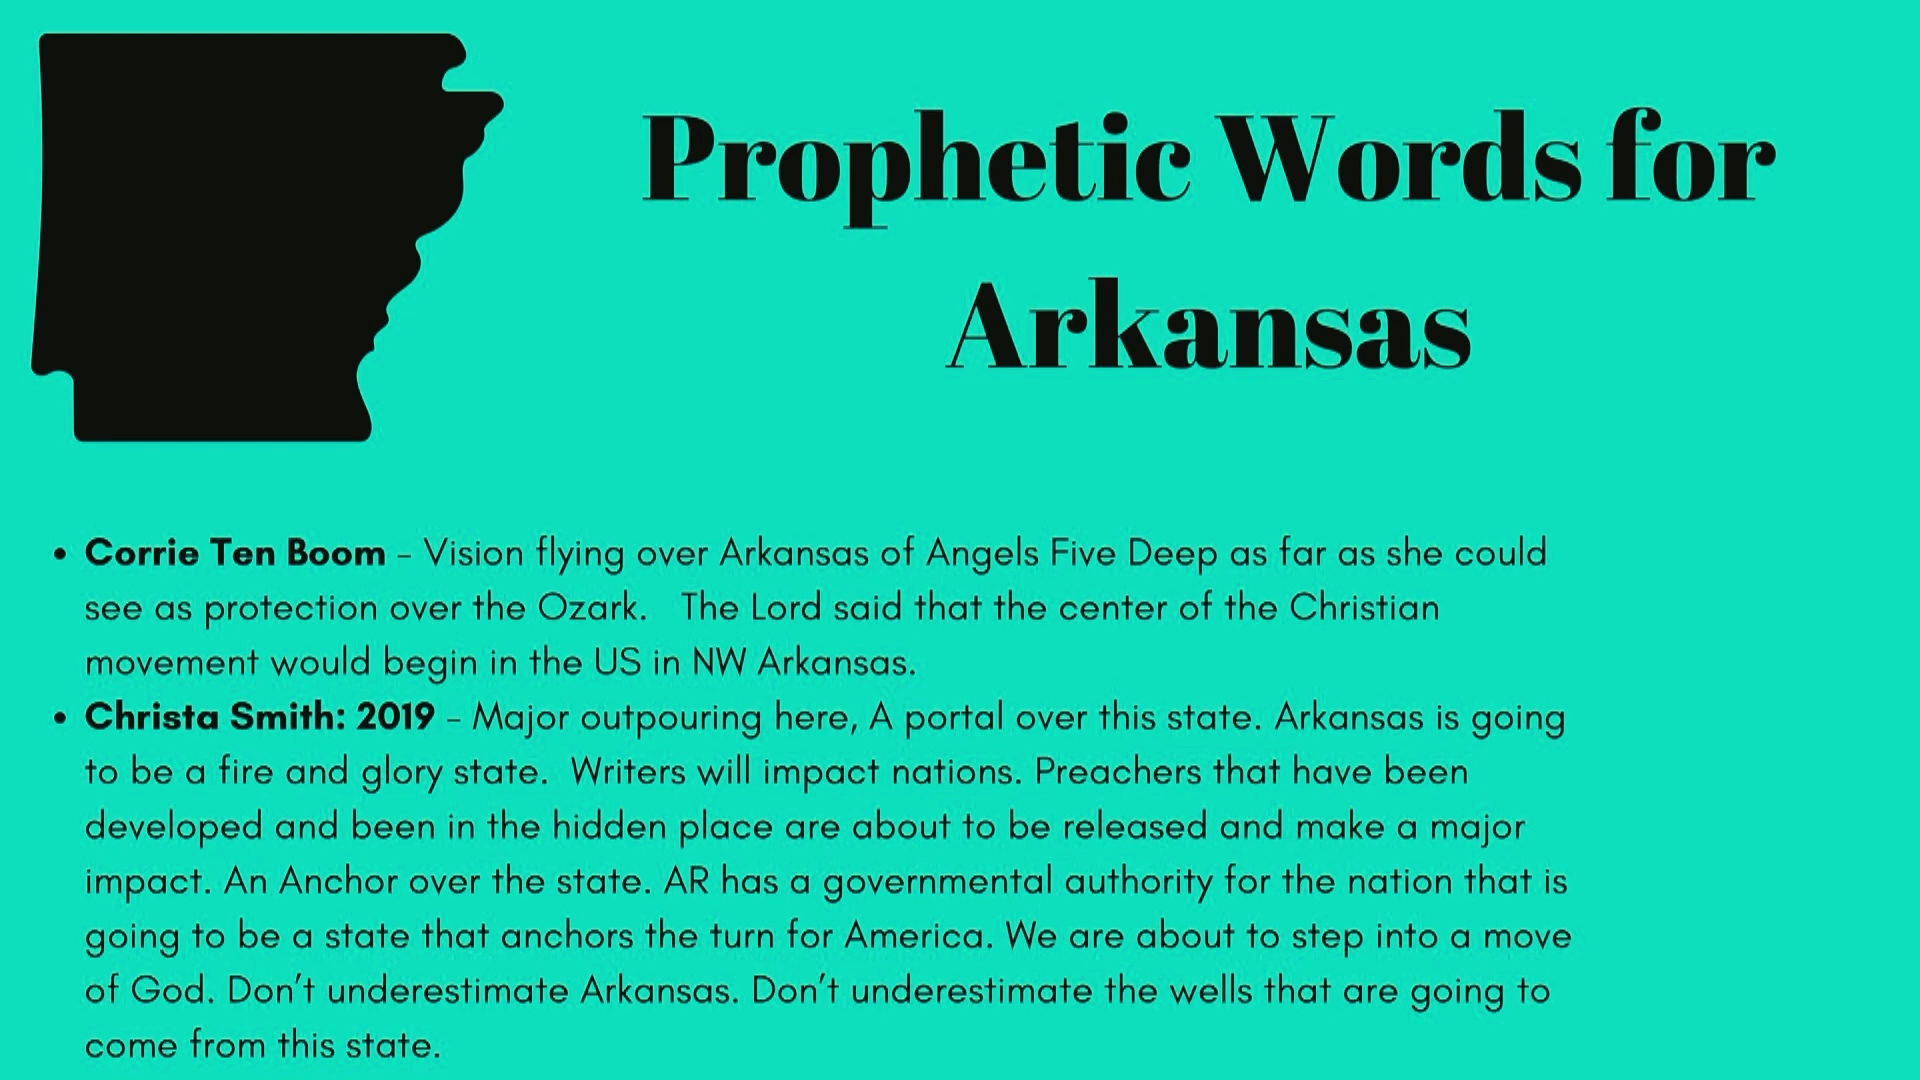 Prophetic Words for
Arkansas
• Corrie Ten Boom – Vision flying over Arkansas of Angels Five Deep as far as she could
see as protection over the Ozark.   The Lord said that the center of the Christian
movement would begin in the US in NW Arkansas.
• Christa Smith: 2019 – Major outpouring here, A portal over this state. Arkansas is going
to be a fire and glory state.  Writers will impact nations. Preachers that have been
developed and been in the hidden place are about to be released and make a major
impact. An Anchor over the state. AR has a governmental authority for the nation that is
going to be a state that anchors the turn for America. We are about to step into a move
of God. Don’t underestimate Arkansas. Don’t underestimate the wells that are going to
come from this state.